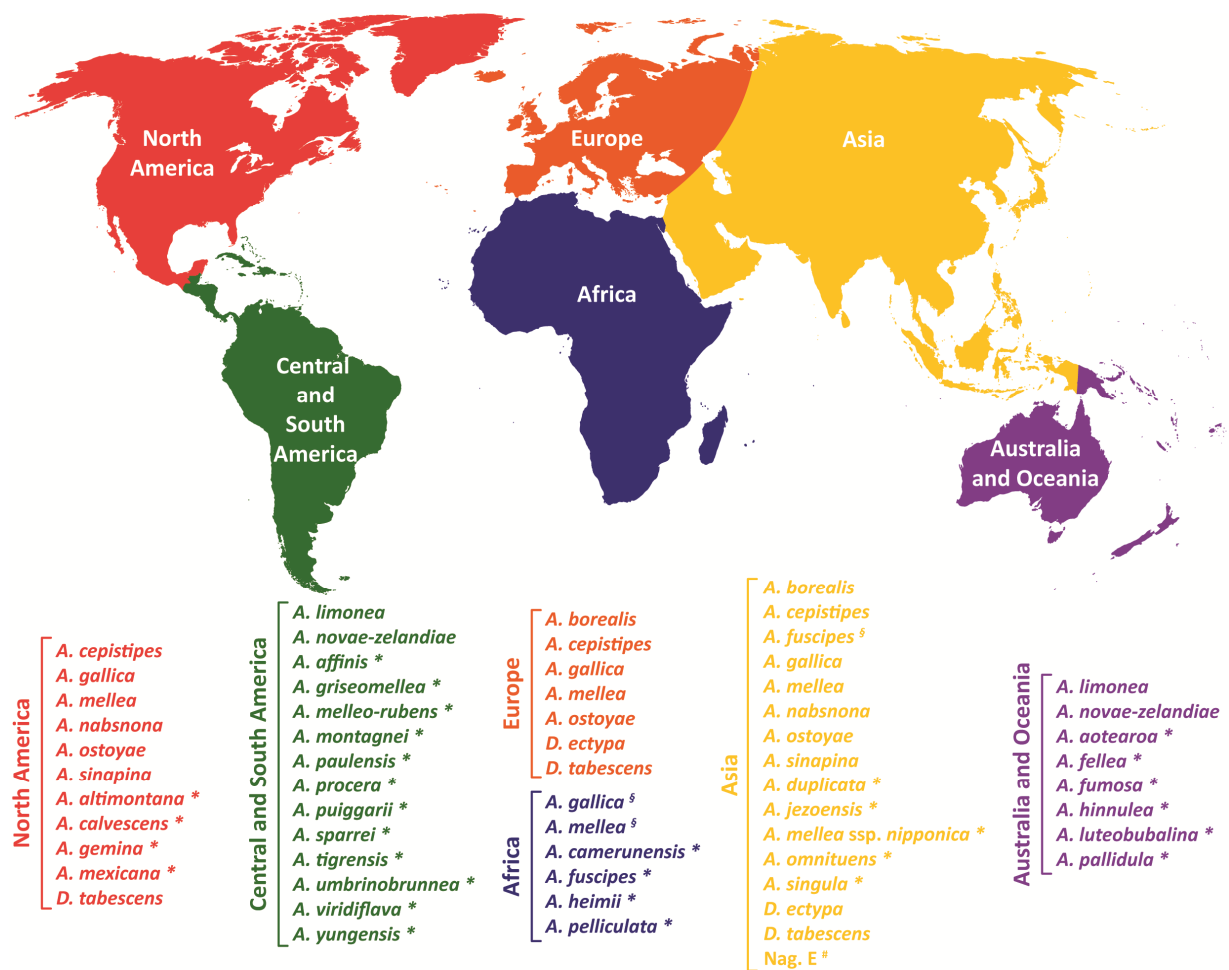 North
America
Europe
Asia
Africa
Central
and
South
America
Australia
and Oceania
North America
A. cepistipes
A. gallica
A. mellea
A. nabsnona
A. ostoyae
A. sinapina
A. altimontana *
A. calvescens *
A. gemina *
A. mexicana *
D. tabescens
Central and South America
A. limonea
A. novae-zelandiae
A. affinis *
A. griseomellea *
A. melleo-rubens *
A. montagnei *
A. paulensis *
A. procera *
A. puiggarii *
A. sparrei *
A. tigrensis *
A. umbrinobrunnea *
A. viridiflava *
A. yungensis *
Europe
A. borealis
A. cepistipes
A. gallica
A. mellea
A. ostoyae
D. ectypa
D. tabescens
Africa
A. gallica §
A. mellea §
A. camerunensis *
A. fuscipes *
A. heimii *
A. pelliculata *
Asia
A. borealis
A. cepistipes
A. fuscipes §
A. gallica
A. mellea
A. nabsnona
A. ostoyae
A. sinapina
A. duplicata *
A. jezoensis *
A. mellea ssp. nipponica *
A. omnituens *
A. singula *
D. ectypa
D. tabescens
Nag. E #
Australia and Oceania
A. limonea
A. novae-zelandiae
A. aotearoa *
A. fellea *
A. fumosa *
A. hinnulea *
A. luteobubalina *
A. pallidula *